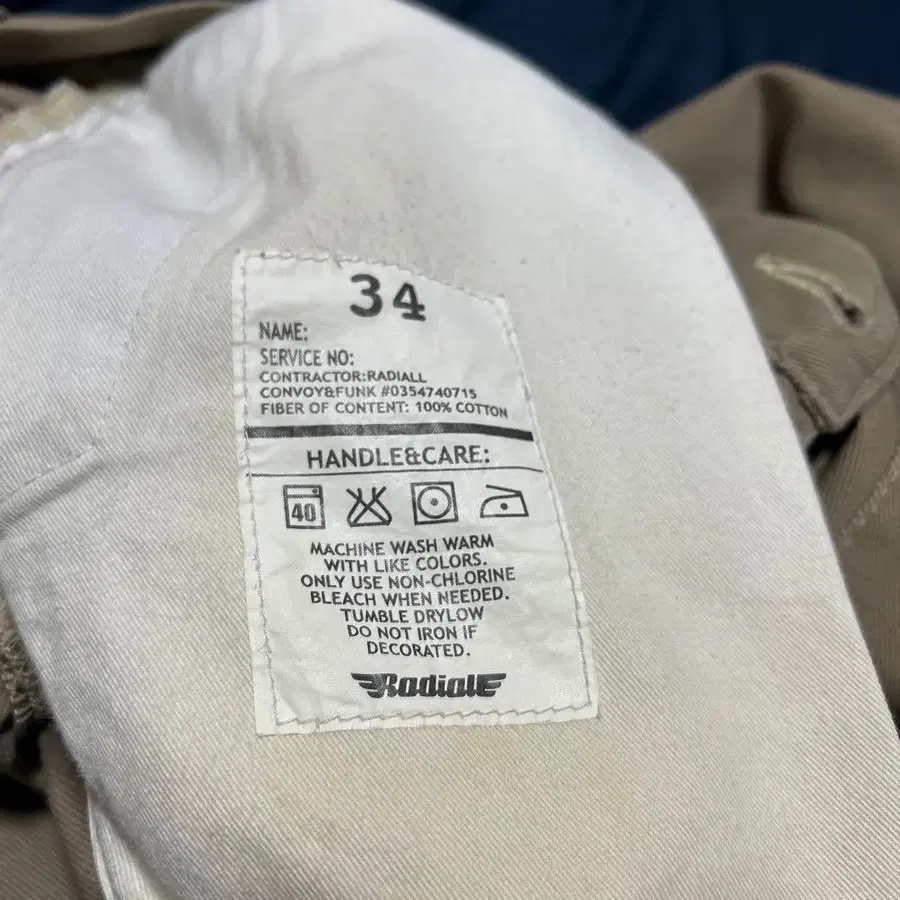 34
NAME:
SERVICE NO:
CONTRACTOR:RADIALL
CONVOY&FUNK #0354740715
FIBER OF CONTENT: 100% COTTON
HANDLE&CARE:
40
MACHINE WASH WARM
WITH LIKE COLORS.
ONLY USE NON-CHLORINE
BLEACH WHEN NEEDED.
TUMBLE DRYLOW
DO NOT IRON IF
DECORATED.
Radiall